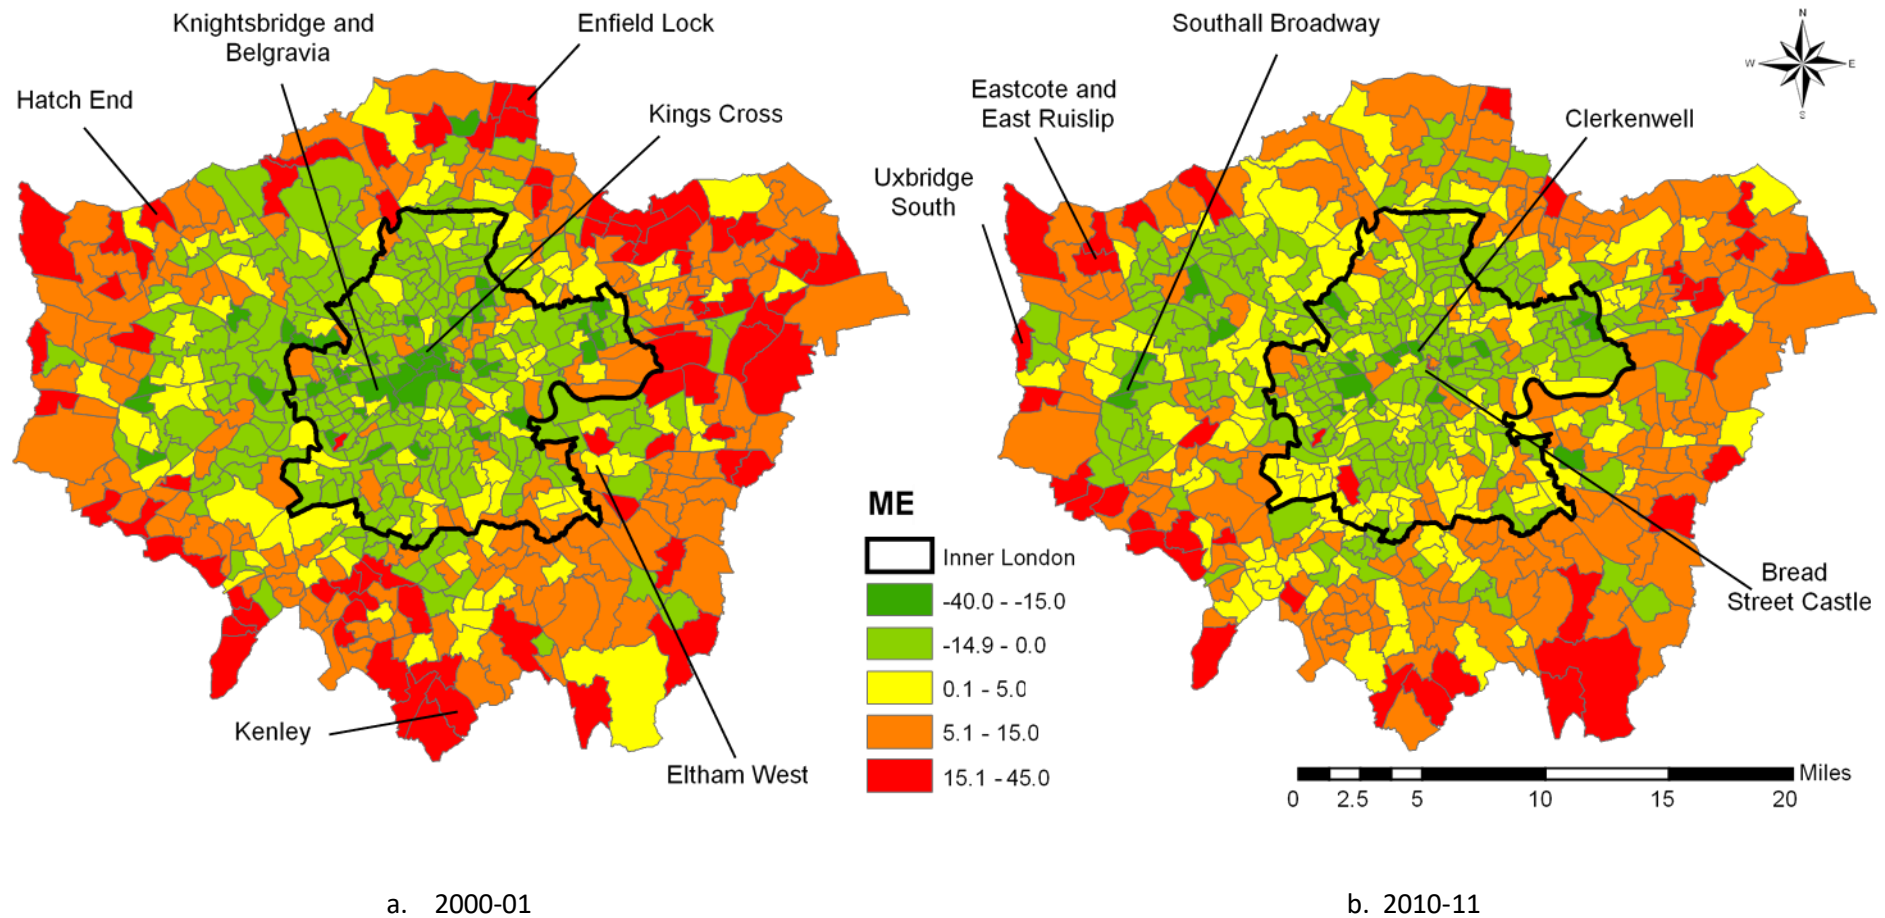 Knightsbridge and
Belgravia
Enfield Lock
Hatch End
Kings Cross
Kenley
Eltham West
Southall Broadway
Eastcote and
East Ruislip
Clerkenwell
Uxbridge
South
Bread
Street Castle
N
W
E
S
ME
Inner London
-40.0 - -15.0
-14.9 - 0.0
0.1 - 5.0
5.1 - 15.0
15.1 - 45.0
Miles
0 2.5 5 10 15 20
a. 2000-01
b. 2010-11